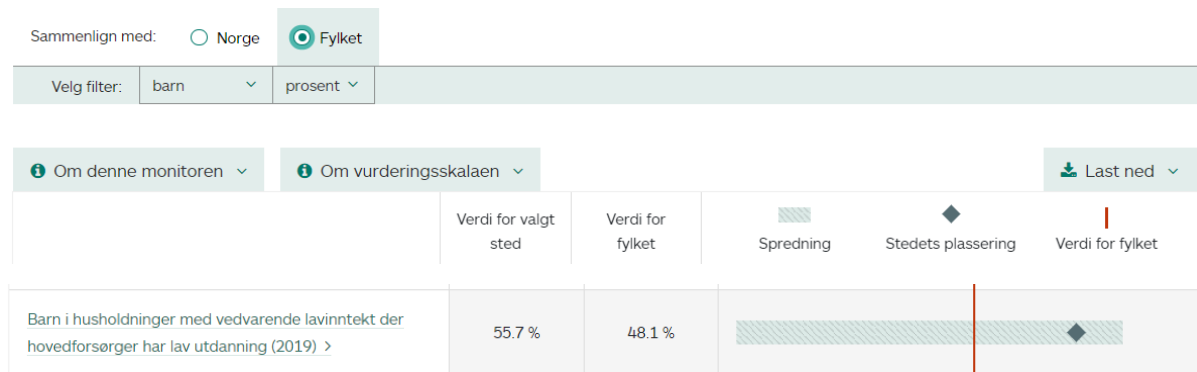 Sammenlign med: Norge Fylket
Velg filter: barn prosent
Om denne monitoren Om vurderingsskalaen Last ned
Verdi for valgt sted Verdi for fylket Spredning Stedets plassering Verdi for fylket
Barn i husholdninger med vedvarende lavinntekt der
hovedforsørger har lav utdanning (2019) >
55.7 % 48.1 %